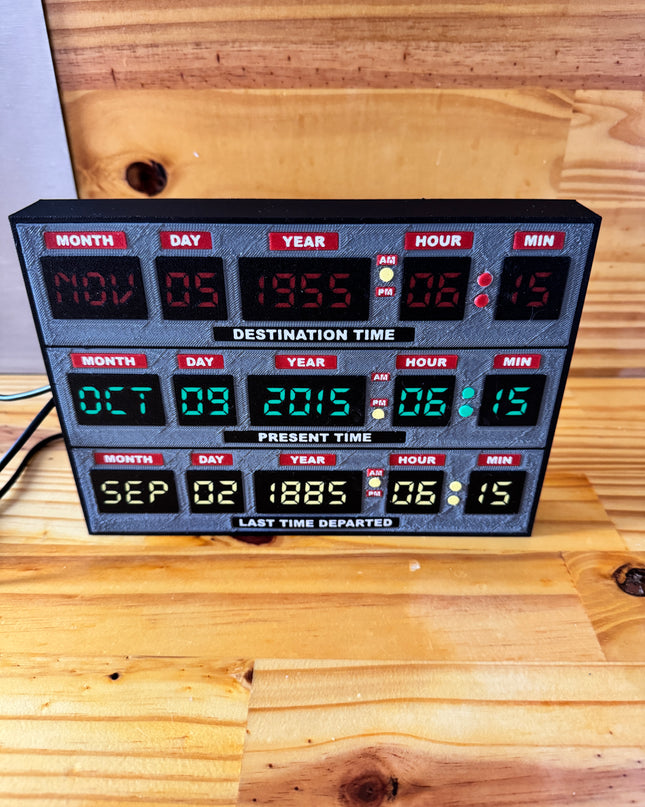 MONTH DAY YEAR HOUR MIN
NOV 05 1955 AM PM 06 15
DESTINATION TIME
MONTH DAY YEAR HOUR MIN
OCT 09 2015 AM PM 06 15
PRESENT TIME
MONTH DAY YEAR HOUR MIN
SEP 02 1885 AM PM 06 15
LAST TIME DEPARTED